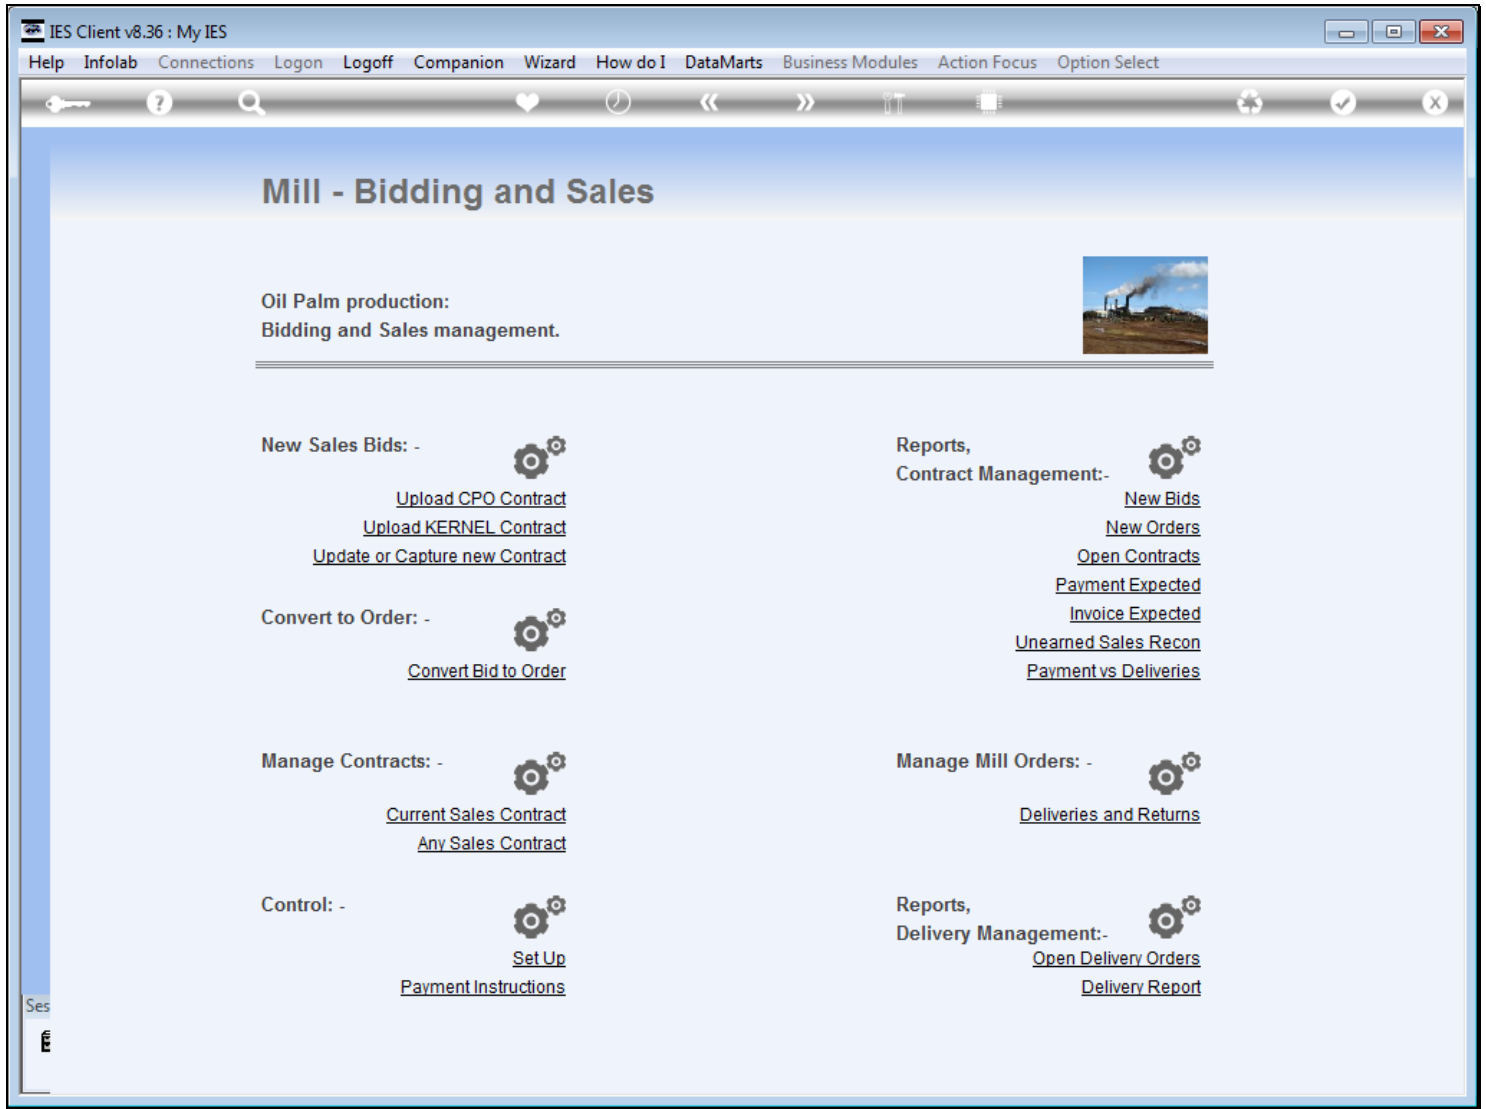 IES Client v8.36 : My IES
Help Infolab Connections Logon Logoff Companion Wizard How do I DataMarts Business Modules Action Focus Option Select
Mill - Bidding and Sales
Oil Palm production:
Bidding and Sales management.
New Sales Bids: -
Upload CPO Contract
Upload KERNEL Contract
Update or Capture new Contract
Convert to Order: -
Convert Bid to Order
Manage Contracts: -
Current Sales Contract
Any Sales Contract
Control: -
Set Up
Payment Instructions
Reports,
Contract Management:-
New Bids
New Orders
Open Contracts
Payment Expected
Invoice Expected
Unearned Sales Recon
Payment vs Deliveries
Manage Mill Orders: -
Deliveries and Returns
Reports,
Delivery Management:-
Open Delivery Orders
Delivery Report
Ses